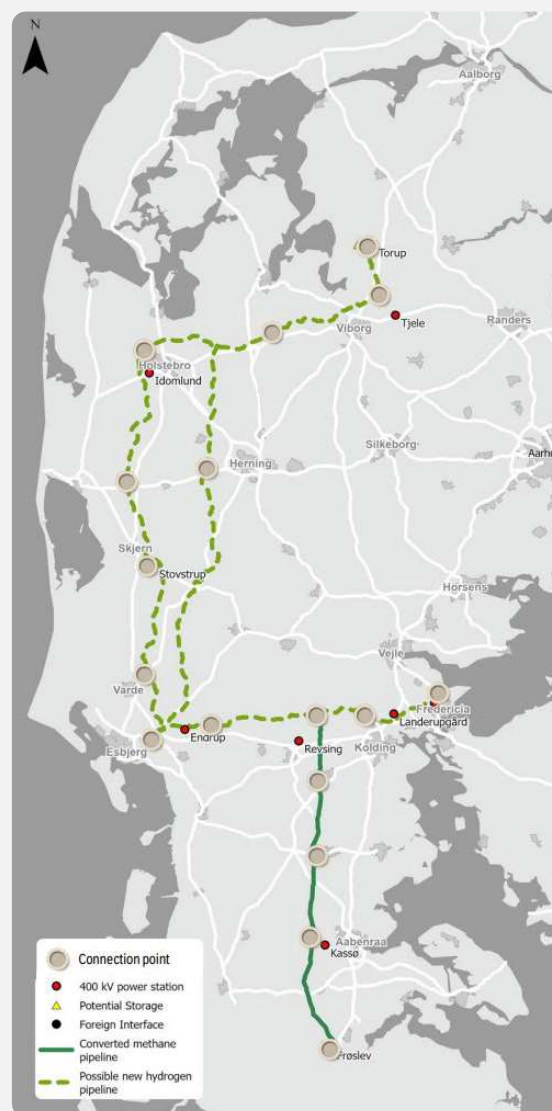 N
Aalborg
Torup
Viborg
Tjele
Randers
Holstebro
Idomlund
Silkeborg
Aarh
Herning
Skjern
Stovstrup
Horsens
Vejle
Varde
Fredericia
Landerupgård
Endrup
Esbjerg
Revsing
Kolding
Aabenraa
Kassø
Frøslev
Connection point
400 kV power station
Potential Storage
Foreign Interface
Converted methane
pipeline
Possible new hydrogen
pipeline